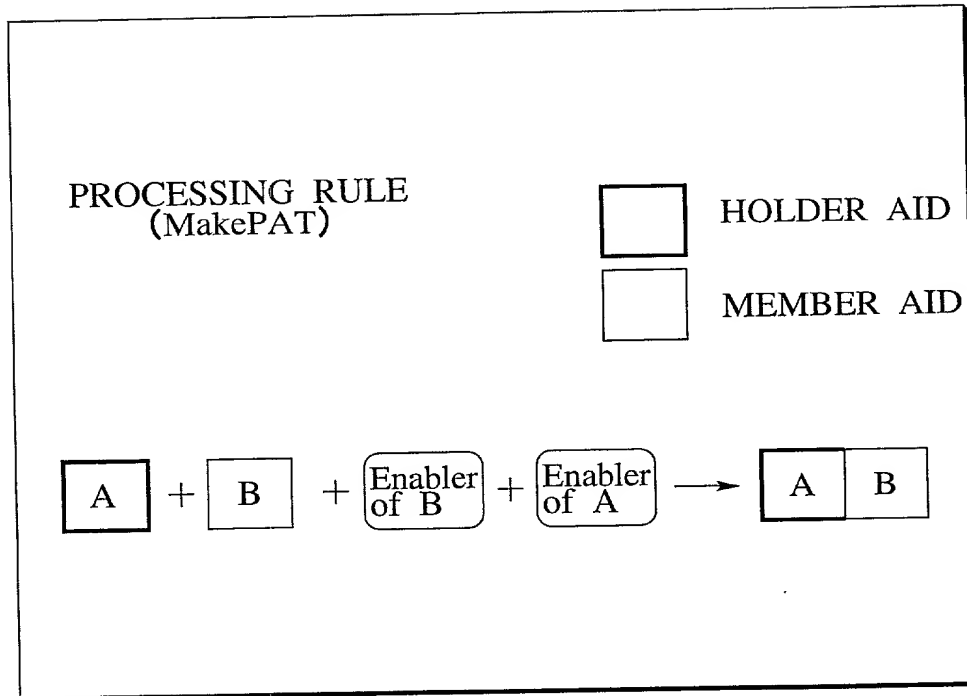 PROCESSING RULE
(MakePAT)
HOLDER AID
MEMBER AID
A + B + Enabler of B + Enabler of A → A B